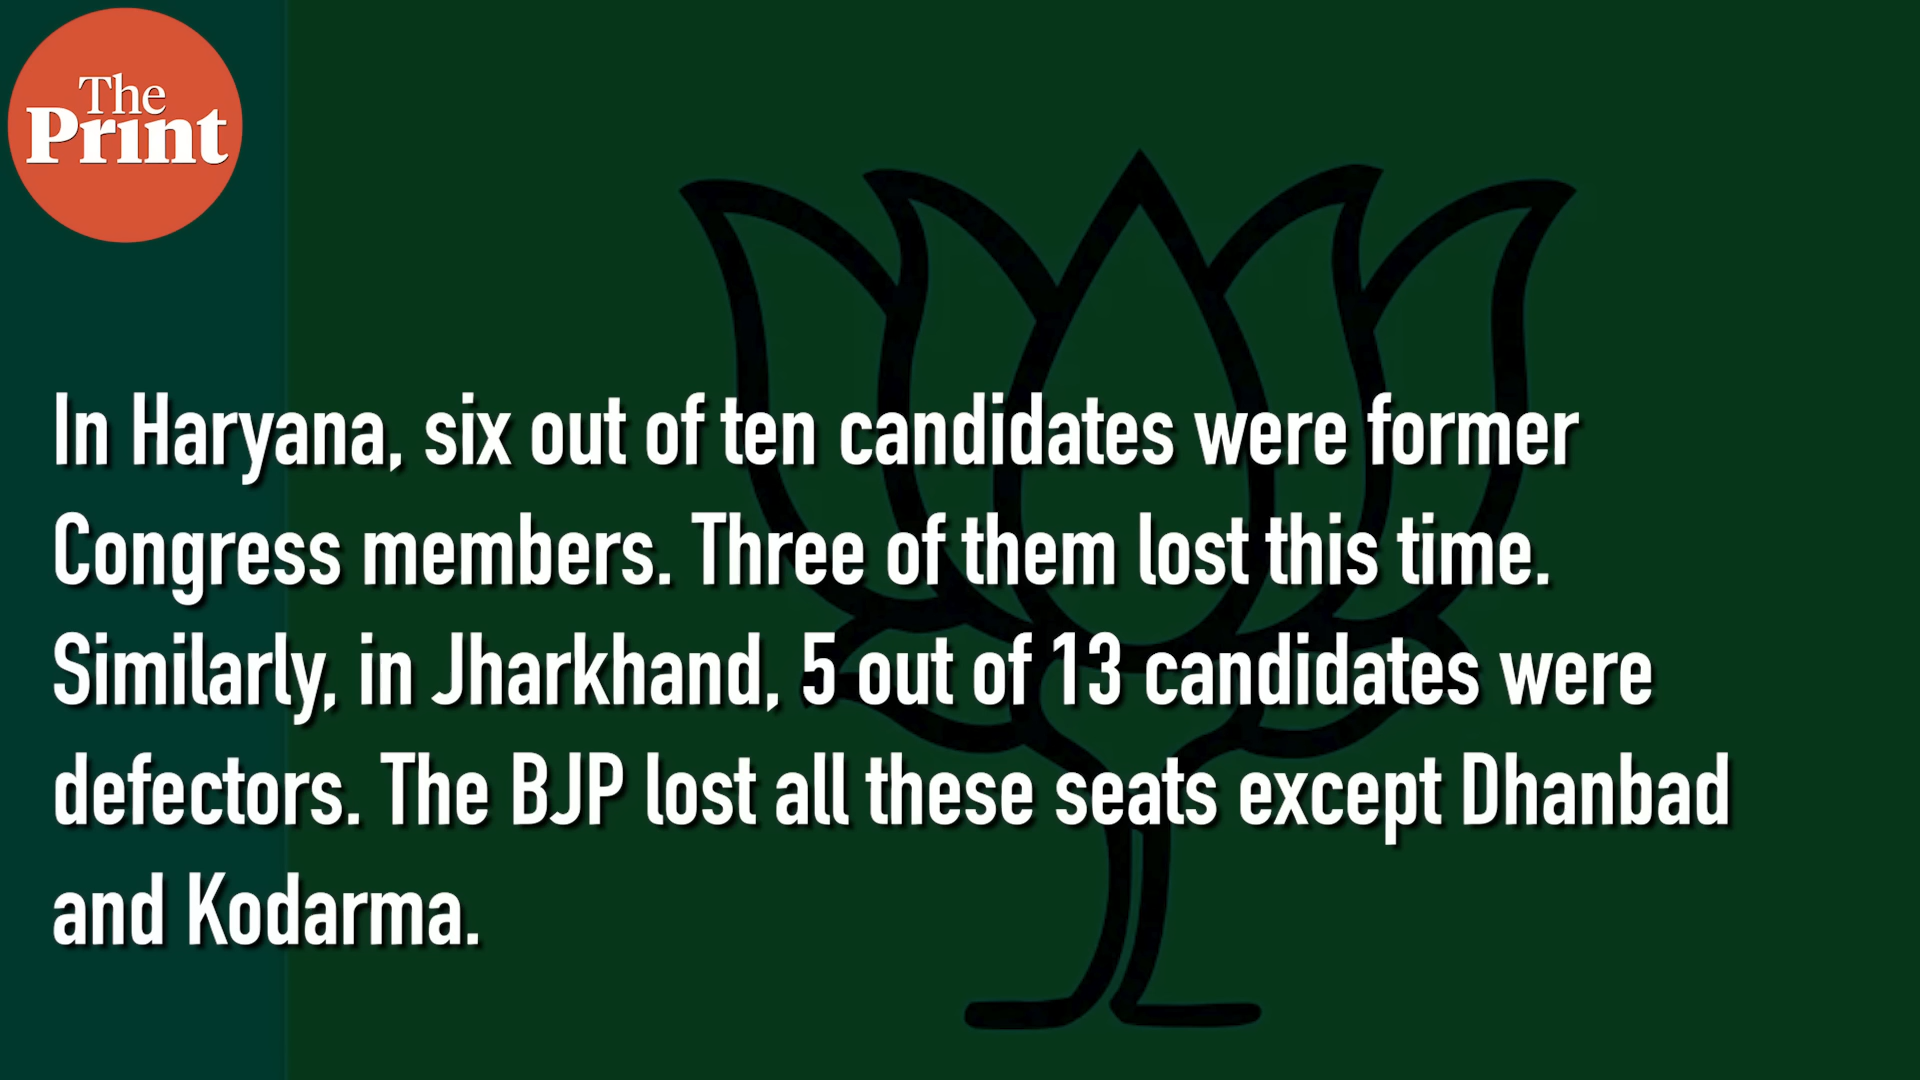 The
Print
In Haryana, six out of ten candidates were former
Congress members. Three of them lost this time.
Similarly, in Jharkhand, 5 out of 13 candidates were
defectors. The BJP lost all these seats except Dhanbad
and Kodarma.